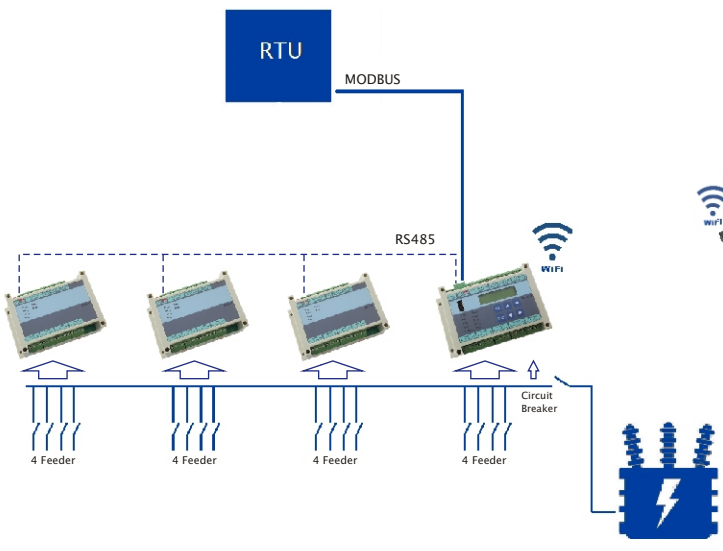 RTU
MODBUS
RS485
WiFi
WiFi
Circuit
Breaker
4 Feeder
4 Feeder
4 Feeder
4 Feeder